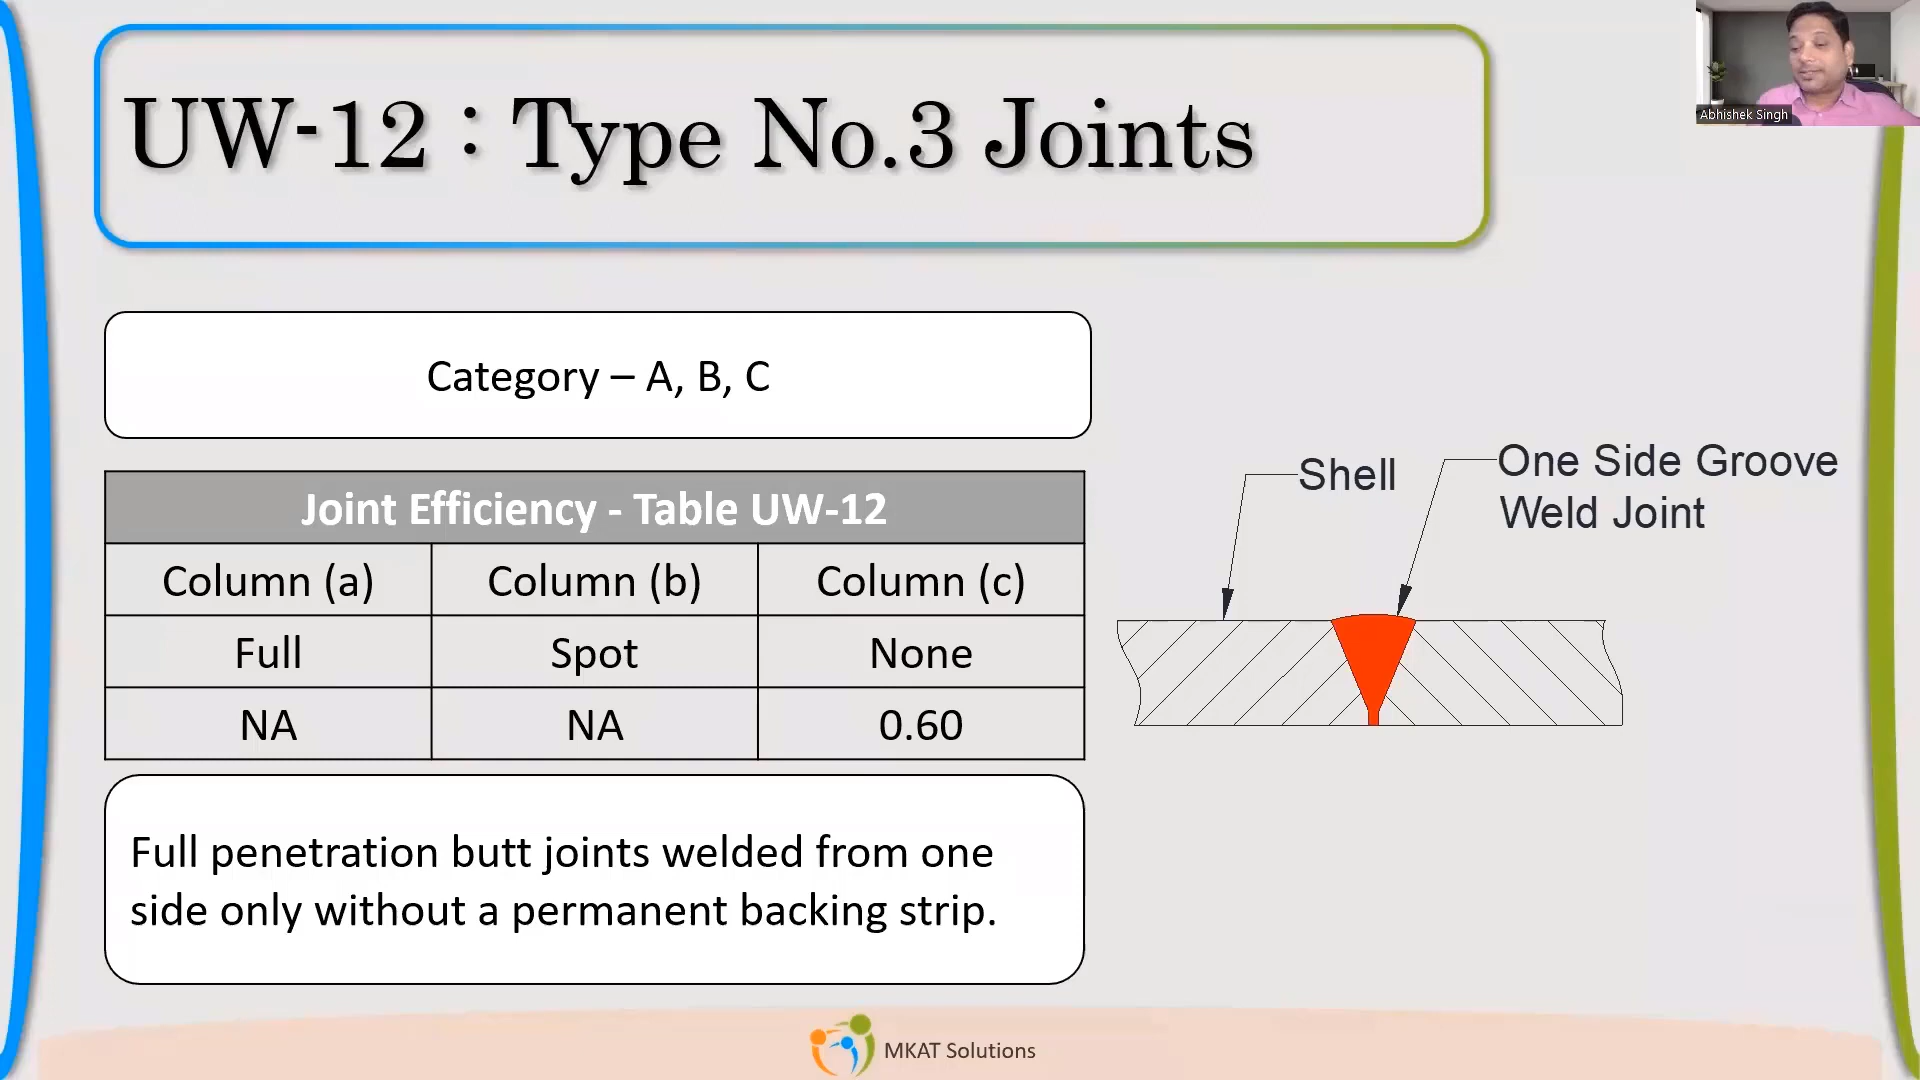 UW-12 : Type No.3 Joints
Abhishek Singh
Category – A, B, C
Joint Efficiency - Table UW-12
Column (a) Column (b) Column (c)
Full Spot None
NA NA 0.60
Full penetration butt joints welded from one
side only without a permanent backing strip.
Shell
One Side Groove
Weld Joint
MKAT Solutions